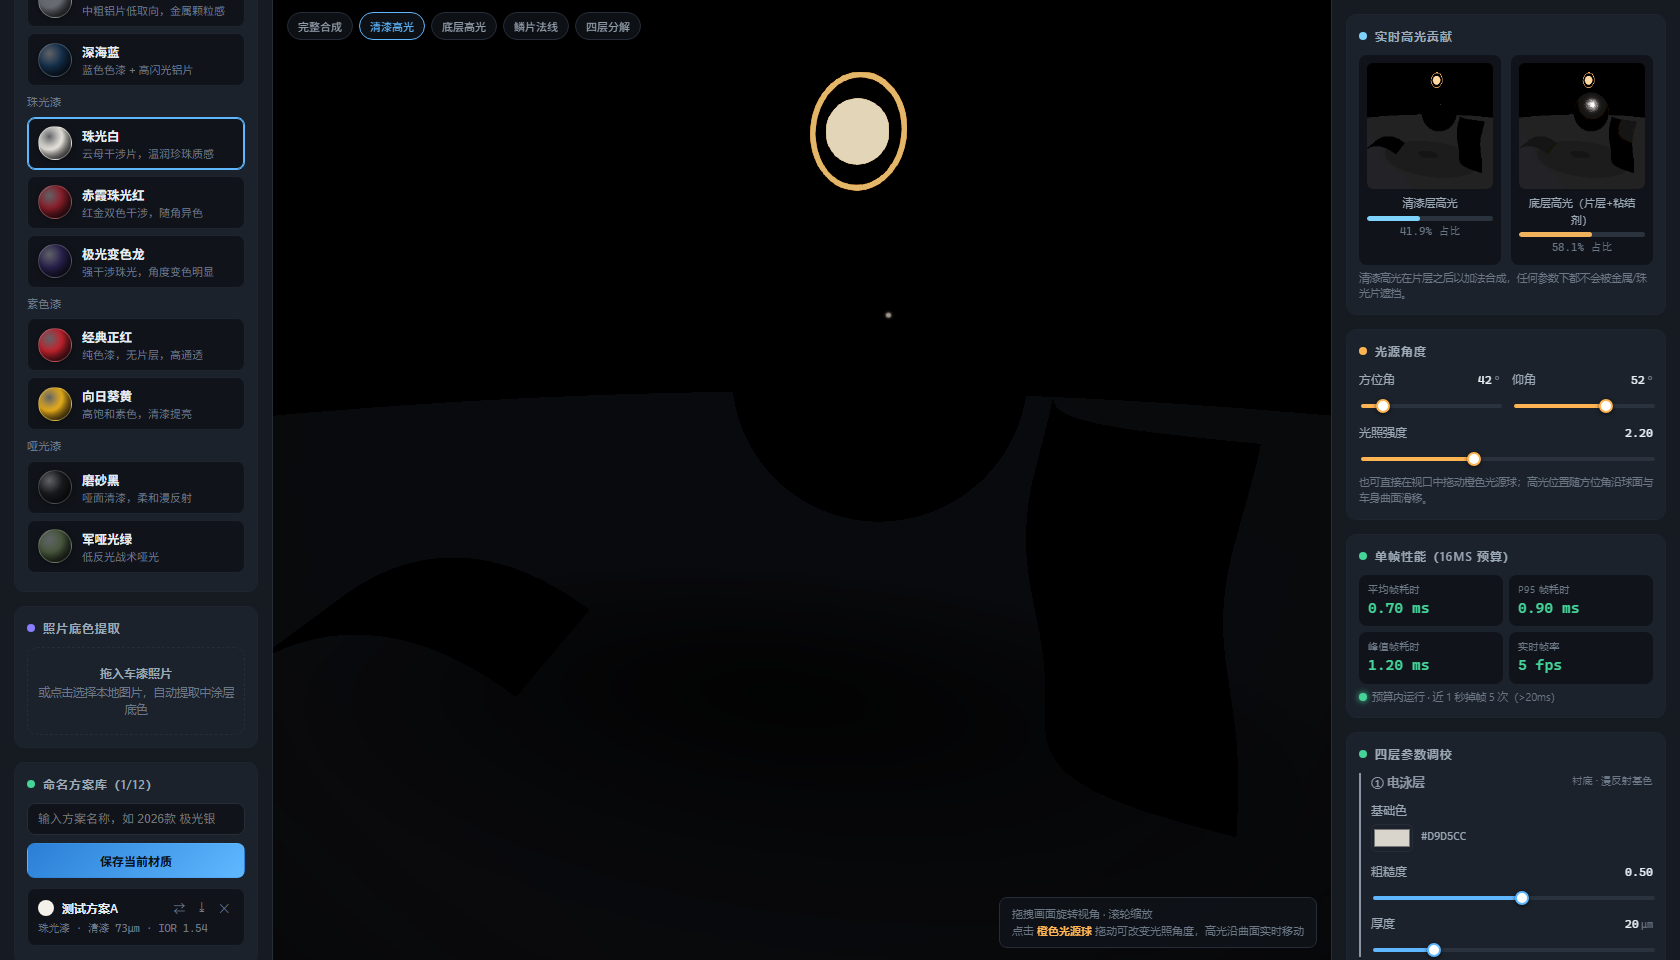 中粗铝片低取向，金属颗粒感
深海蓝
蓝色色漆 + 高闪光铝片
珠光漆
珠光白
云母干涉片，温润珍珠质感
赤霞珠光红
红金双色干涉，随角异色
极光变色龙
强干涉珠光，角度变色明显
素色漆
经典正红
纯色漆，无片层，高通透
向日葵黄
高饱和素色，清漆提亮
哑光漆
磨砂黑
哑面清漆，柔和漫反射
军哑光绿
低反光战术哑光
照片底色提取
拖入车漆照片
或点击选择本地图片，自动提取中涂层
底色
命名方案库（1/12）
输入方案名称，如 2026款 极光银
保存当前材质
测试方案A
珠光漆 · 清漆 73μm · IOR 1.54
完整合成
清漆高光
底层高光
鳞片法线
四层分解
拖拽画面旋转视角 · 滚轮缩放
点击 橙色光源球 拖动可改变光照角度，高光沿曲面实时移动
实时高光贡献
清漆层高光
41.9% 占比
底层高光（片层+粘结
剂）
58.1% 占比
清漆高光在片层之后以加法合成，任何参数下都不会被金属/珠
光片遮挡。
光源角度
方位角 42°
仰角 52°
光照强度 2.20
也可直接在视口中拖动橙色光源球；高光位置随方位角沿球面与
车身曲面滑移。
单帧性能（16MS 预算）
平均帧耗时
0.70 ms
P95 帧耗时
0.90 ms
峰值帧耗时
1.20 ms
实时帧率
5 fps
预算内运行 · 近 1 秒掉帧 5 次（>20ms）
四层参数调校
① 电泳层
衬底 · 漫反射基色
基础色
#D9D5CC
粗糙度 0.50
厚度 20μm